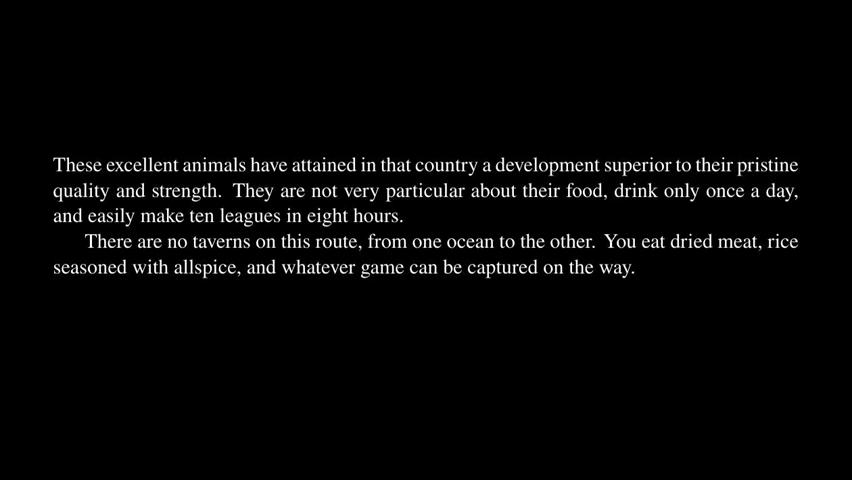 These excellent animals have attained in that country a development superior to their pristine
quality and strength. They are not very particular about their food, drink only once a day,
and easily make ten leagues in eight hours.
There are no taverns on this route, from one ocean to the other. You eat dried meat, rice
seasoned with allspice, and whatever game can be captured on the way.